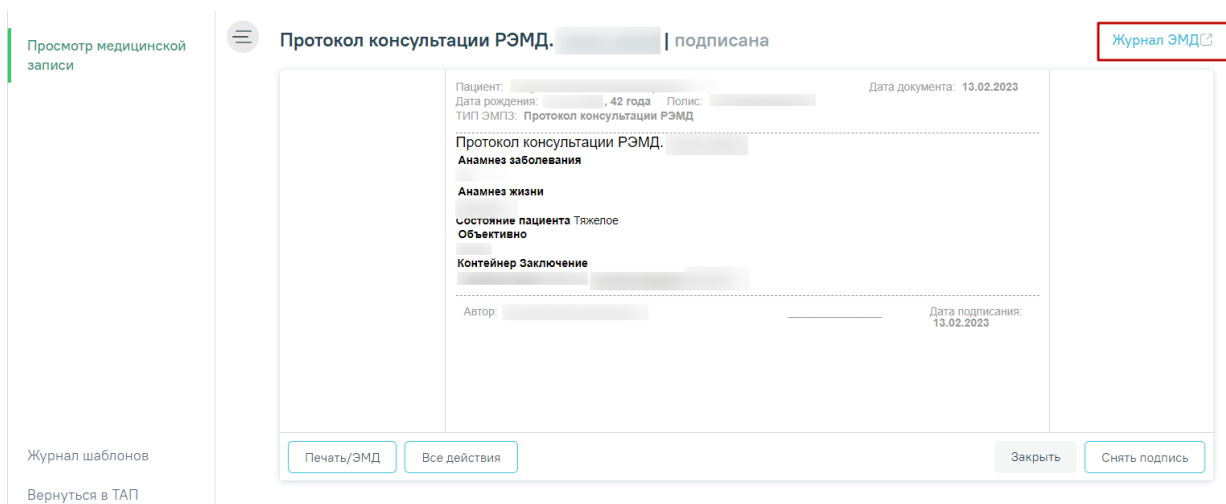 Просмотр медицинской
записи
Протокол консультации РЭМД. | подписана
Журнал ЭМД
Пациент:
Дата документа: 13.02.2023
Дата рождения: , 42 года Полис:
ТИП ЭМПЗ: Протокол консультации РЭМД
Протокол консультации РЭМД.
Анамнез заболевания
Анамнез жизни
Состояние пациента Тяжелое
Объективно
Контейнер Заключение
Автор:
Дата подписания:
13.02.2023
Печать/ЭМД
Все действия
Закрыть
Снять подпись
Журнал шаблонов
Вернуться в ТАП